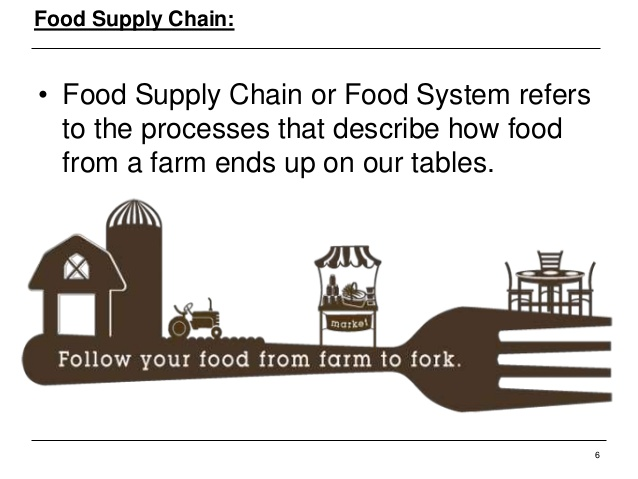 Food Supply Chain:
• Food Supply Chain or Food System refers
to the processes that describe how food
from a farm ends up on our tables.
market
Follow your food from farm to fork.
6